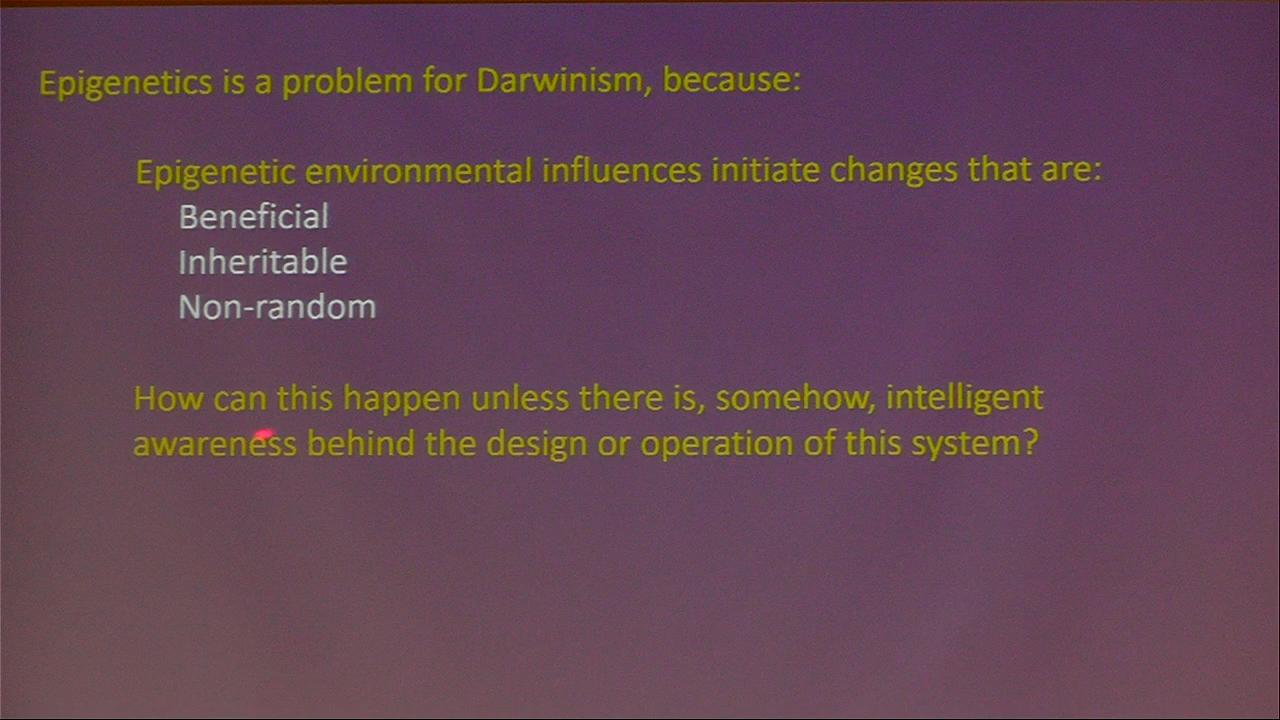 Epigenetics is a problem for Darwinism, because:
Epigenetic environmental influences initiate changes that are:
Beneficial
Inheritable
Non-random
How can this happen unless there is, somehow, intelligent
awareness behind the design or operation of this system?